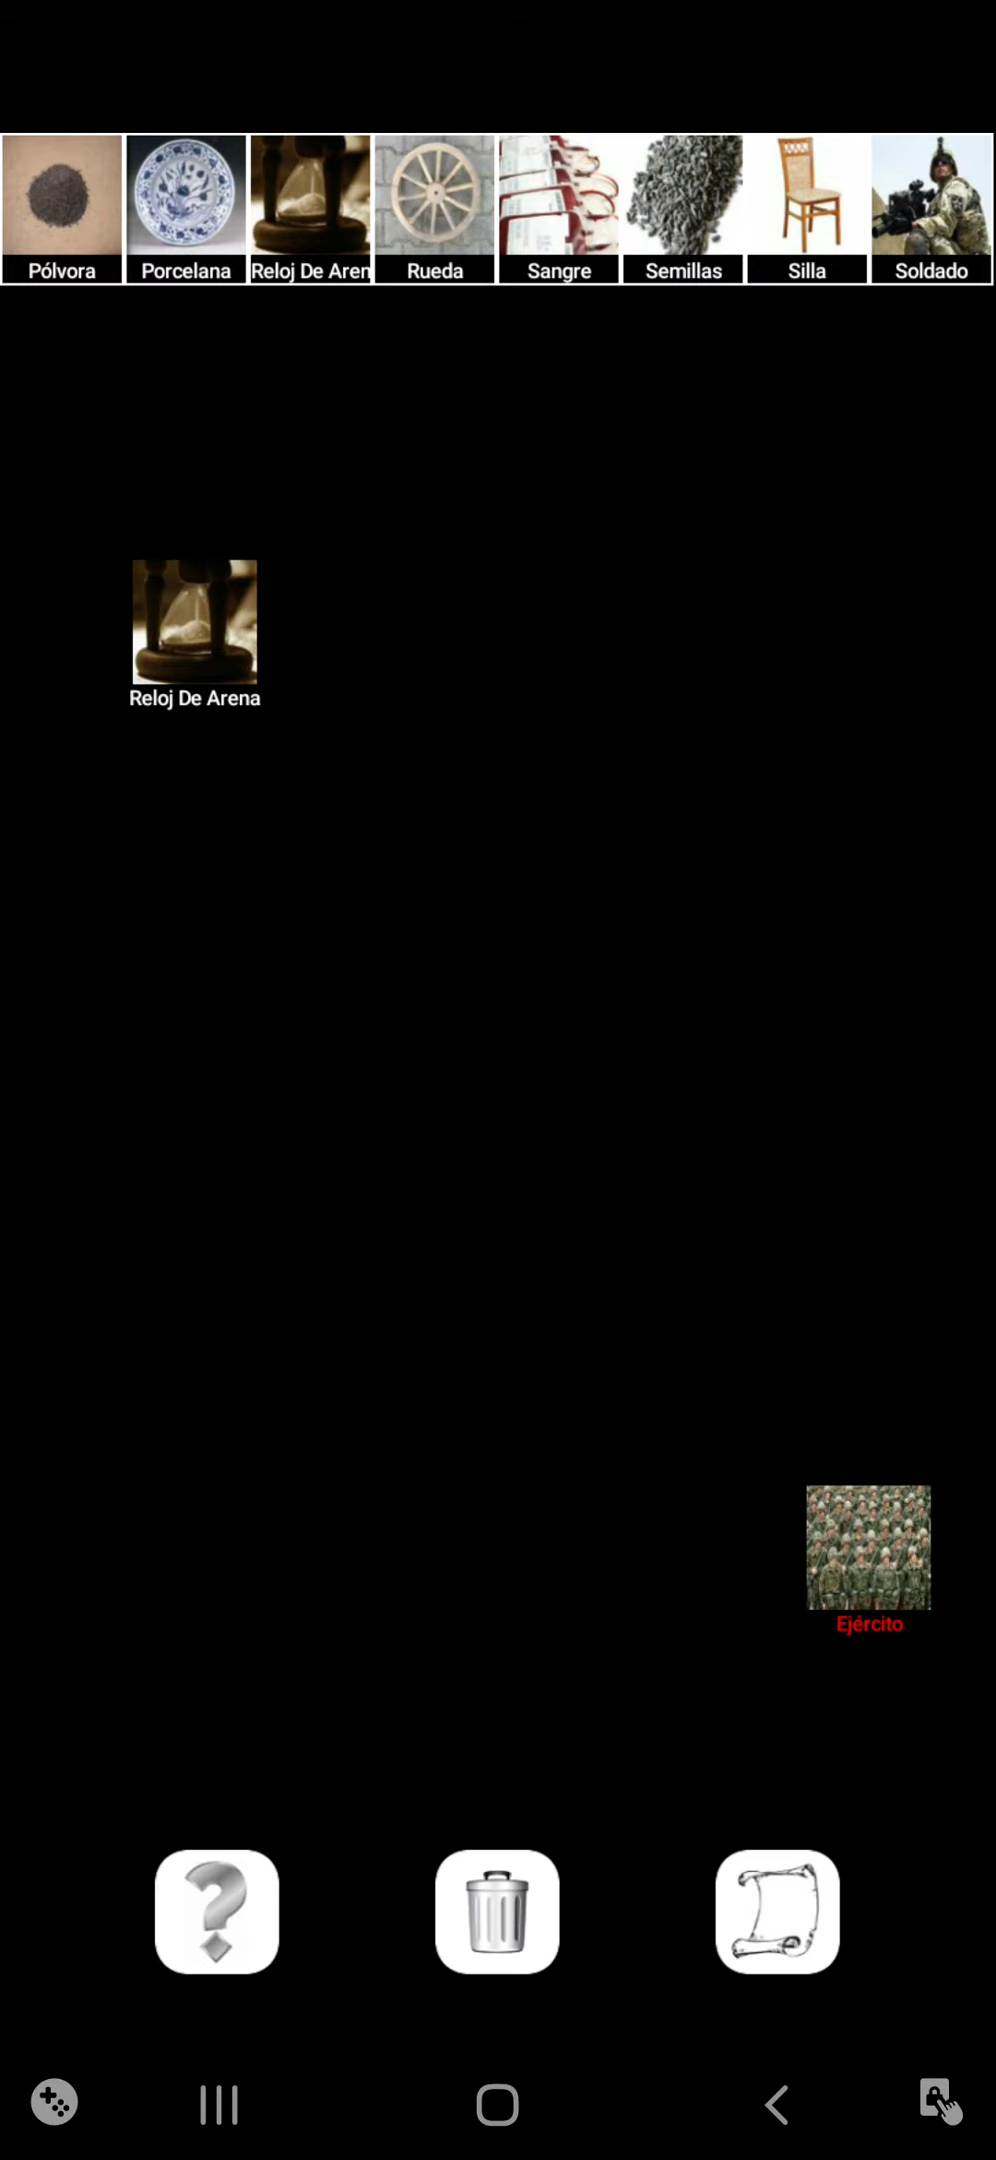 Pólvora
Porcelana
Reloj De Aren
Rueda
Sangre
Semillas
Silla
Soldado
Reloj De Arena
Ejército